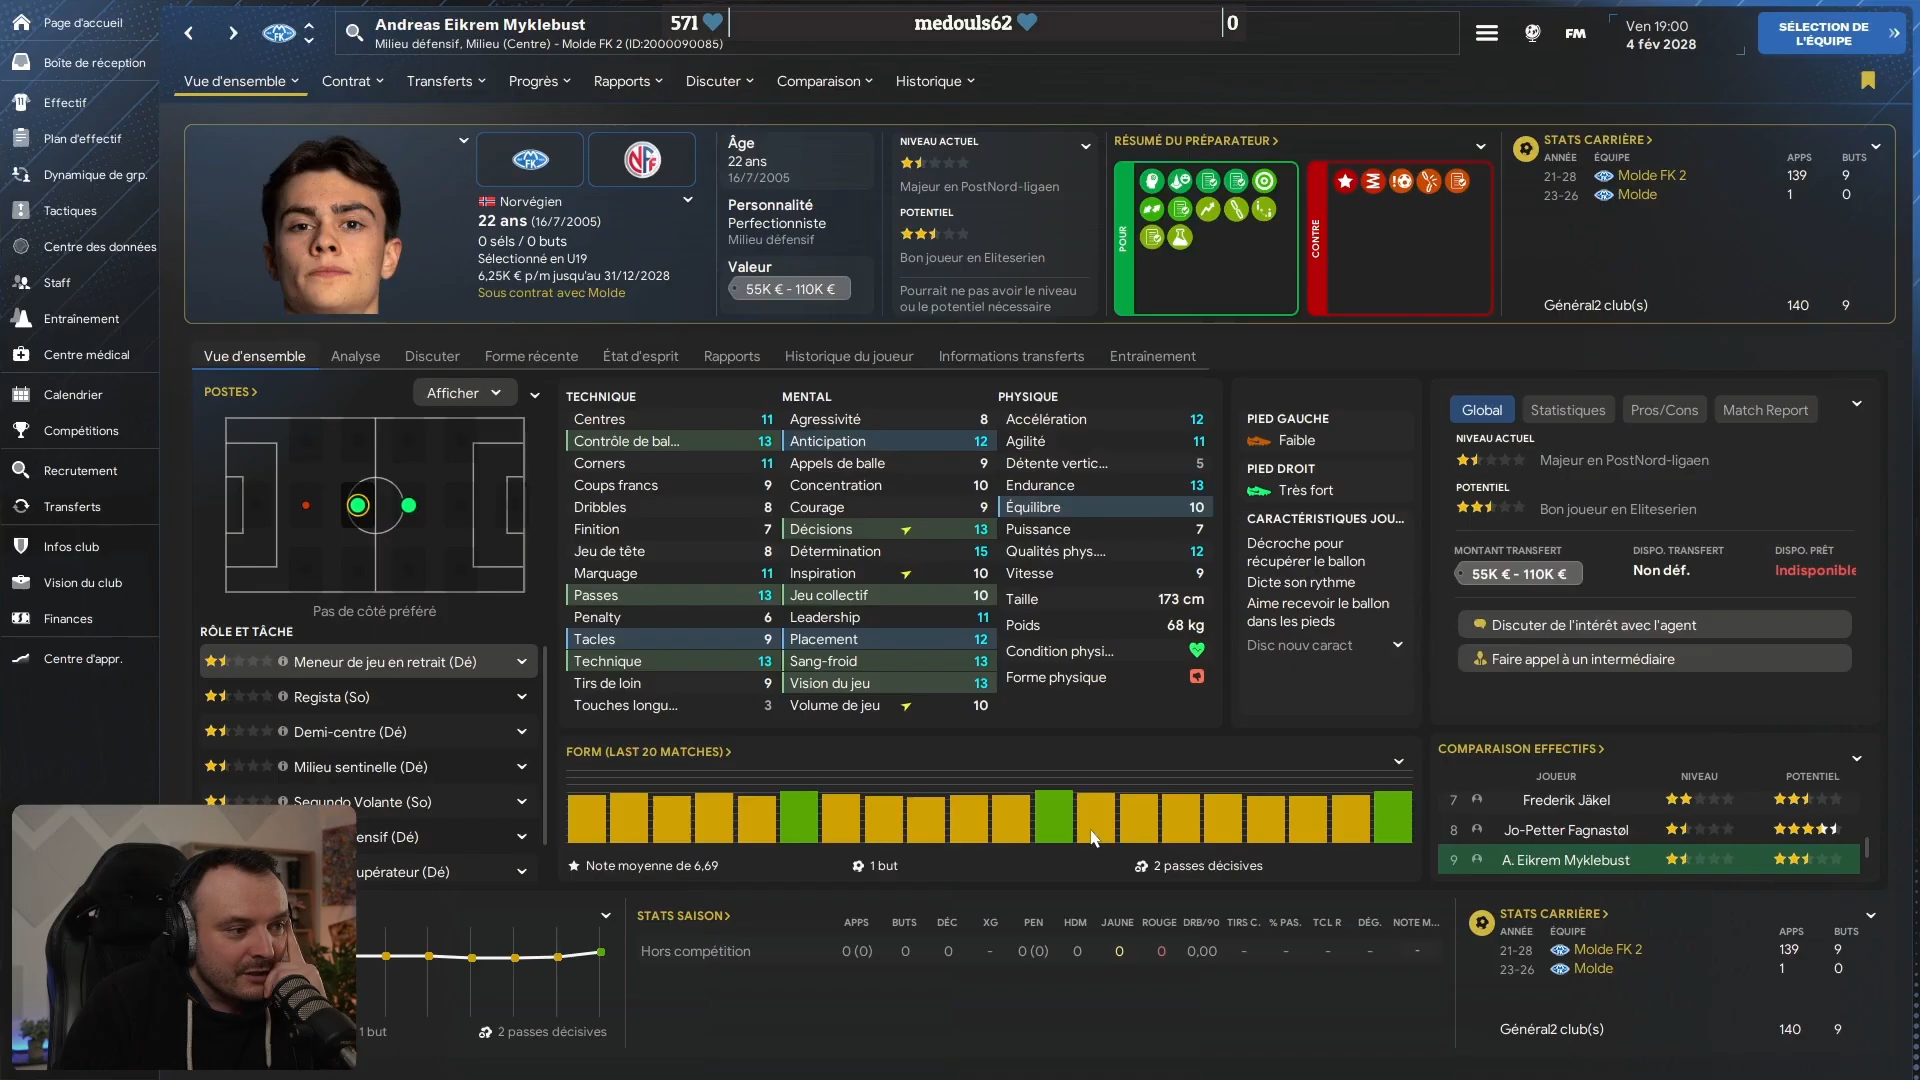 Page d'accueil
Boîte de réception
Effectif
Plan d'effectif
Dynamique de grp.
Tactiques
Centre des données
Staff
Entraînement
Centre médical
Calendrier
Compétitions
Recrutement
Transferts
Infos club
Vision du club
Finances
Centre d'appr.
Andreas Eikrem Myklebust
Milieu défensif, Milieu (Centre) - Molde FK 2 (ID:2000090085)
571
medouls62
0
FM
Ven 19:00
4 fév 2028
SÉLECTION DE L'ÉQUIPE
Vue d'ensemble
Contrat
Transferts
Progrès
Rapports
Discuter
Comparaison
Historique
Norvégien
22 ans (16/7/2005)
0 séls / 0 buts
Sélectionné en U19
6,25K € p/m jusqu'au 31/12/2028
Sous contrat avec Molde
Âge
22 ans
16/7/2005
Personnalité
Perfectionniste
Milieu défensif
Valeur
55K € - 110K €
NIVEAU ACTUEL
Majeur en PostNord-ligaen
POTENTIEL
Bon joueur en Eliteserien
Pourrait ne pas avoir le niveau
ou le potentiel nécessaire
RÉSUMÉ DU PRÉPARATEUR
POUR
CONTRE
STATS CARRIÈRE
ANNÉE ÉQUIPE APPS BUTS
21-28 Molde FK 2 139 9
23-26 Molde 1 0
Général2 club(s) 140 9
Vue d'ensemble
Analyse
Discuter
Forme récente
État d'esprit
Rapports
Historique du joueur
Informations transferts
Entraînement
POSTES
Afficher
Pas de côté préféré
RÔLE ET TÂCHE
Meneur de jeu en retrait (Dé)
Regista (So)
Demi-centre (Dé)
Milieu sentinelle (Dé)
Segundo Volante (So)
ensif (Dé)
upérateur (Dé)
TECHNIQUE
Centres 11
Contrôle de bal... 13
Corners 11
Coups francs 9
Dribbles 8
Finition 7
Jeu de tête 8
Marquage 11
Passes 13
Penalty 6
Tacles 9
Technique 13
Tirs de loin 9
Touches longu... 3
MENTAL
Agressivité 8
Anticipation 12
Appels de balle 9
Concentration 10
Courage 9
Décisions 13
Détermination 15
Inspiration 10
Jeu collectif 10
Leadership 11
Placement 12
Sang-froid 13
Vision du jeu 13
Volume de jeu 10
PHYSIQUE
Accélération 12
Agilité 11
Détente vertic... 5
Endurance 13
Équilibre 10
Puissance 7
Qualités phys.... 12
Vitesse 9
Taille 173 cm
Poids 68 kg
Condition physi...
Forme physique
PIED GAUCHE
Faible
PIED DROIT
Très fort
CARACTÉRISTIQUES JOU...
Décroche pour
récupérer le ballon
Dicte son rythme
Aime recevoir le ballon
dans les pieds
Disc nouv caract
Global
Statistiques
Pros/Cons
Match Report
NIVEAU ACTUEL
Majeur en PostNord-ligaen
POTENTIEL
Bon joueur en Eliteserien
MONTANT TRANSFERT DISPO. TRANSFERT DISPO. PRÊT
55K € - 110K € Non déf. Indisponible
Discuter de l'intérêt avec l'agent
Faire appel à un intermédiaire
FORM (LAST 20 MATCHES)
Note moyenne de 6,69
1 but
2 passes décisives
COMPARAISON EFFECTIFS
JOUEUR NIVEAU POTENTIEL
7 Frederik Jäkel
8 Jo-Petter Fagnastøl
9 A. Eikrem Myklebust
1 but
2 passes décisives
STATS SAISON
APPS BUTS DÉC XG PEN HDM JAUNE ROUGE DRB/90 TIRS C. % PAS. TCL R DÉG. NOTE M...
Hors compétition 0 (0) 0 0 - 0 (0) 0 0 0 0,00 - - - - -
STATS CARRIÈRE
ANNÉE ÉQUIPE APPS BUTS
21-28 Molde FK 2 139 9
23-26 Molde 1 0
Général2 club(s) 140 9